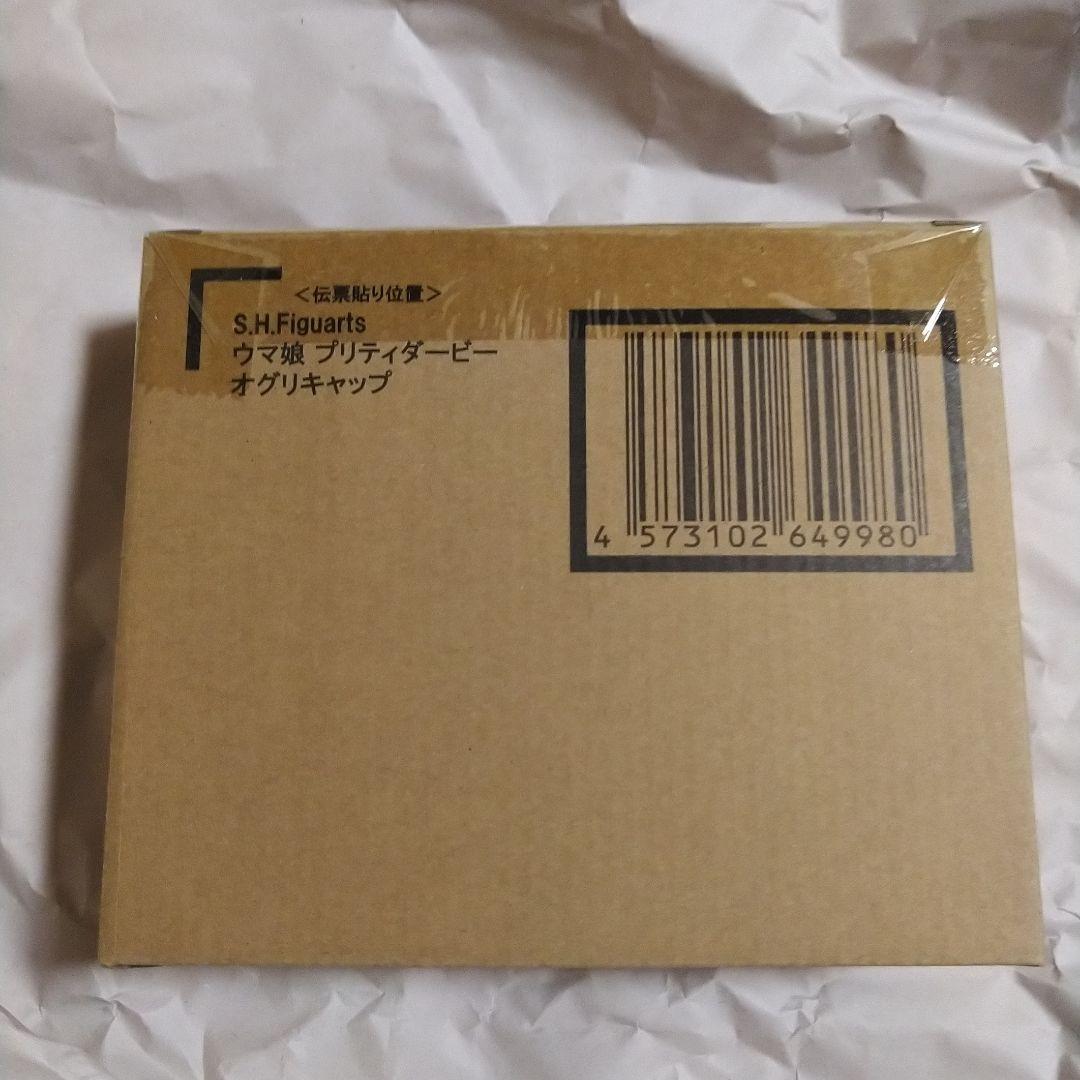 ＜伝票貼り位置＞
S.H.Figuarts
ウマ娘 プリティダービー
オグリキャップ
4 573102 649980